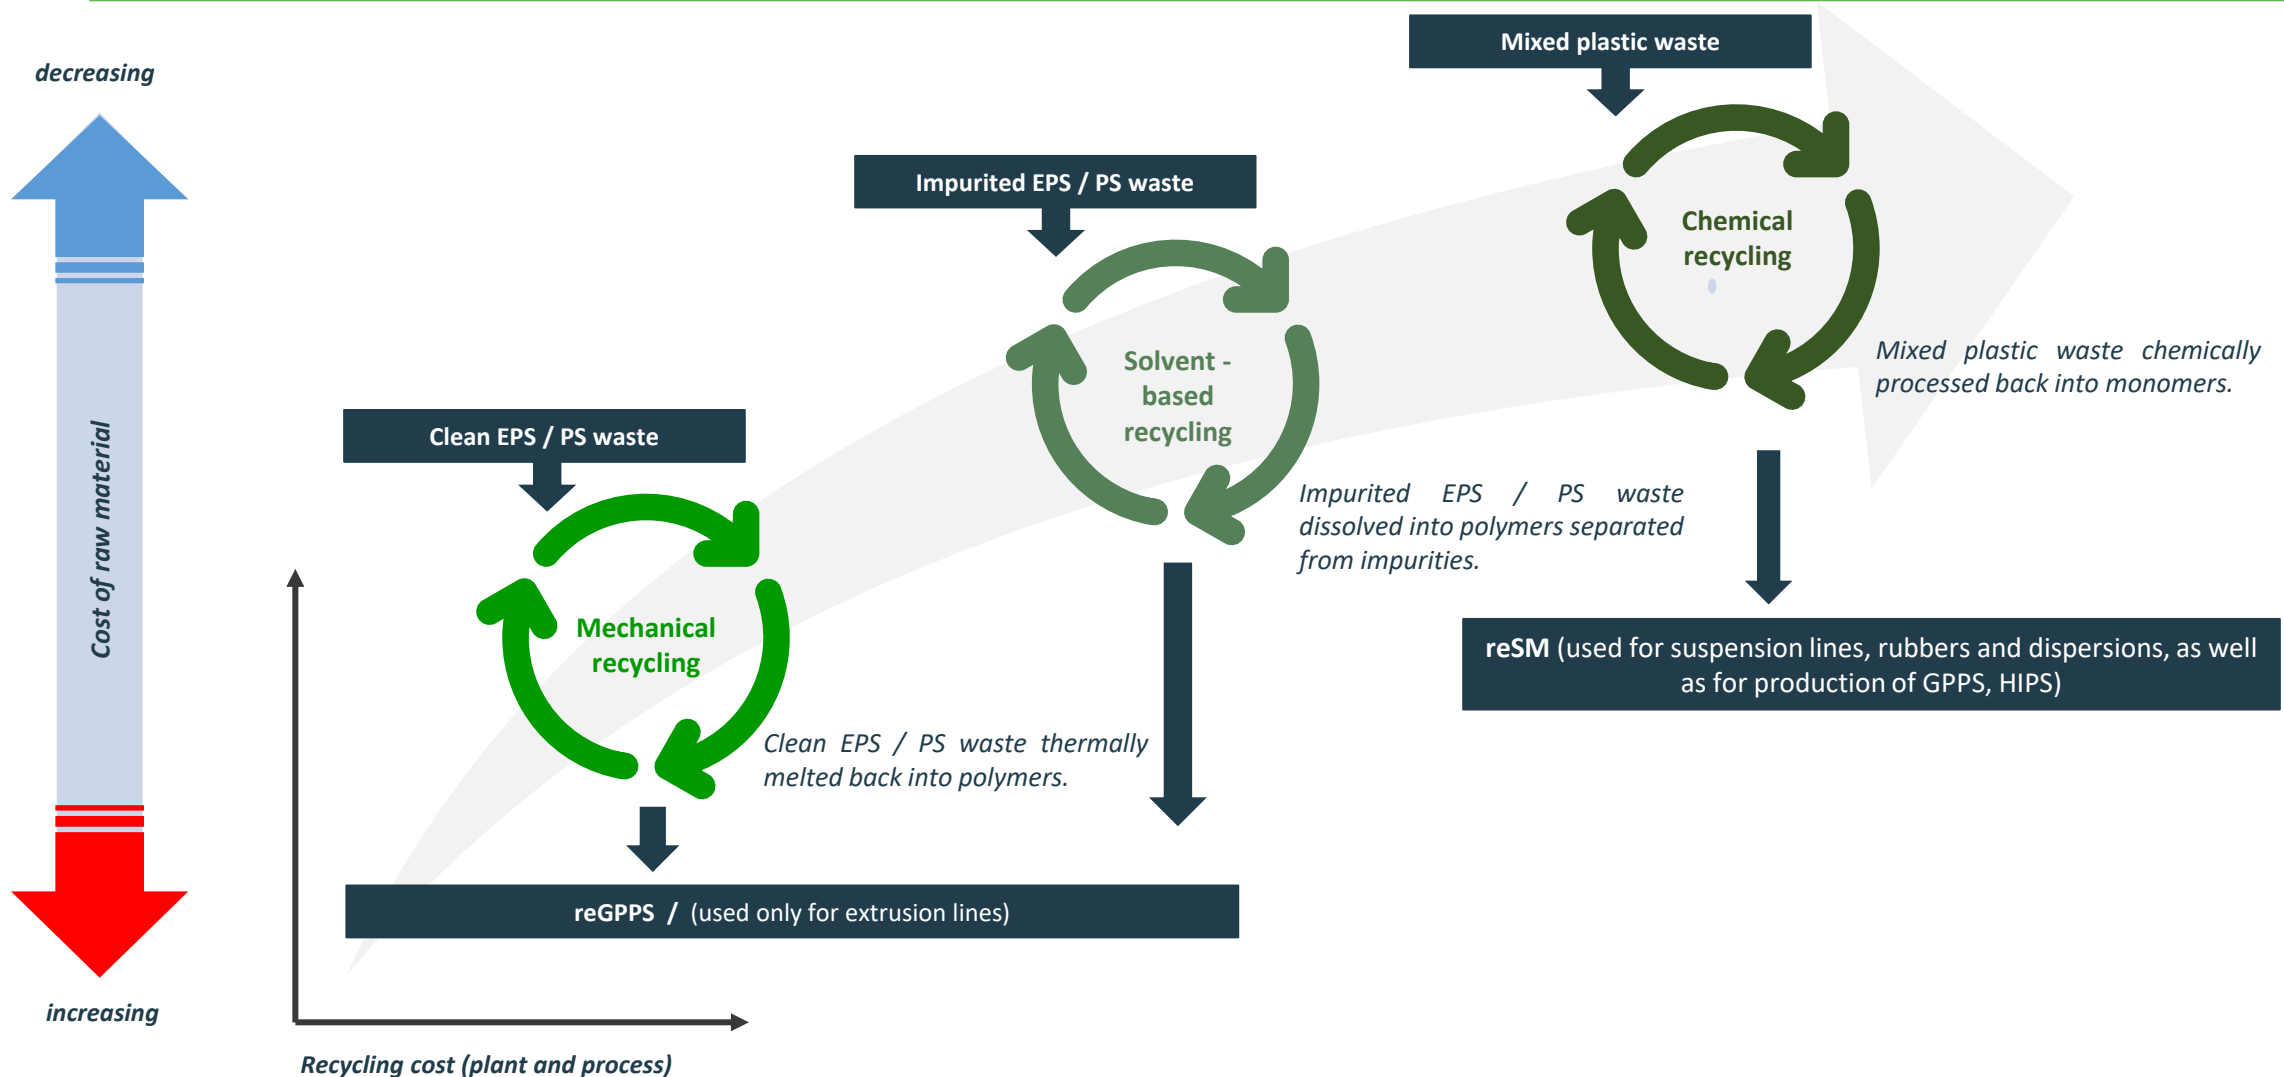 decreasing
Cost of raw material
increasing
Mixed plastic waste
Chemical
recycling
Mixed plastic waste chemically
processed back into monomers.
reSM (used for suspension lines, rubbers and dispersions, as well
as for production of GPPS, HIPS)
Impurited EPS / PS waste
Solvent -
based
recycling
Impurited EPS / PS waste
dissolved into polymers separated
from impurities.
Clean EPS / PS waste
Mechanical
recycling
Clean EPS / PS waste thermally
melted back into polymers.
reGPPS / (used only for extrusion lines)
Recycling cost (plant and process)